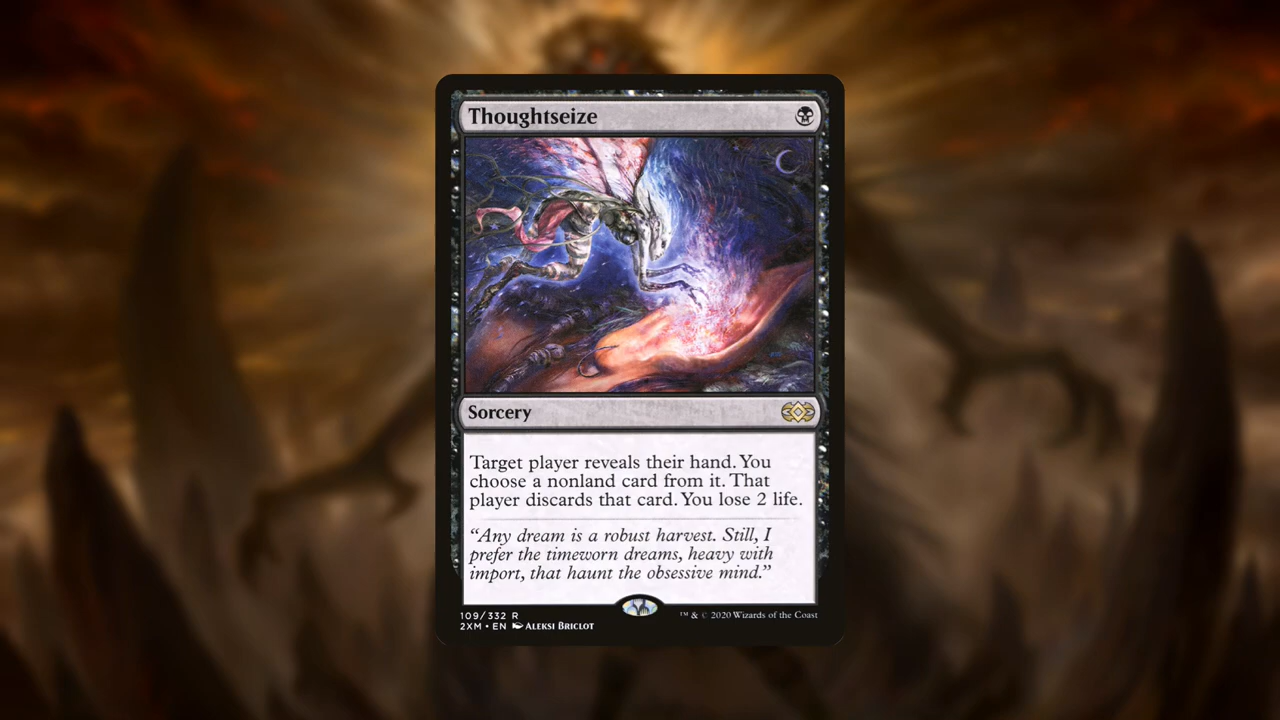 Thoughtseize
Sorcery
Target player reveals their hand. You
choose a nonland card from it. That
player discards that card. You lose 2 life.
“Any dream is a robust harvest. Still, I
prefer the timeworn dreams, heavy with
import, that haunt the obsessive mind.”
109/332 R
™ & © 2020 Wizards of the Coast
2XM • EN Aleksi Briclot